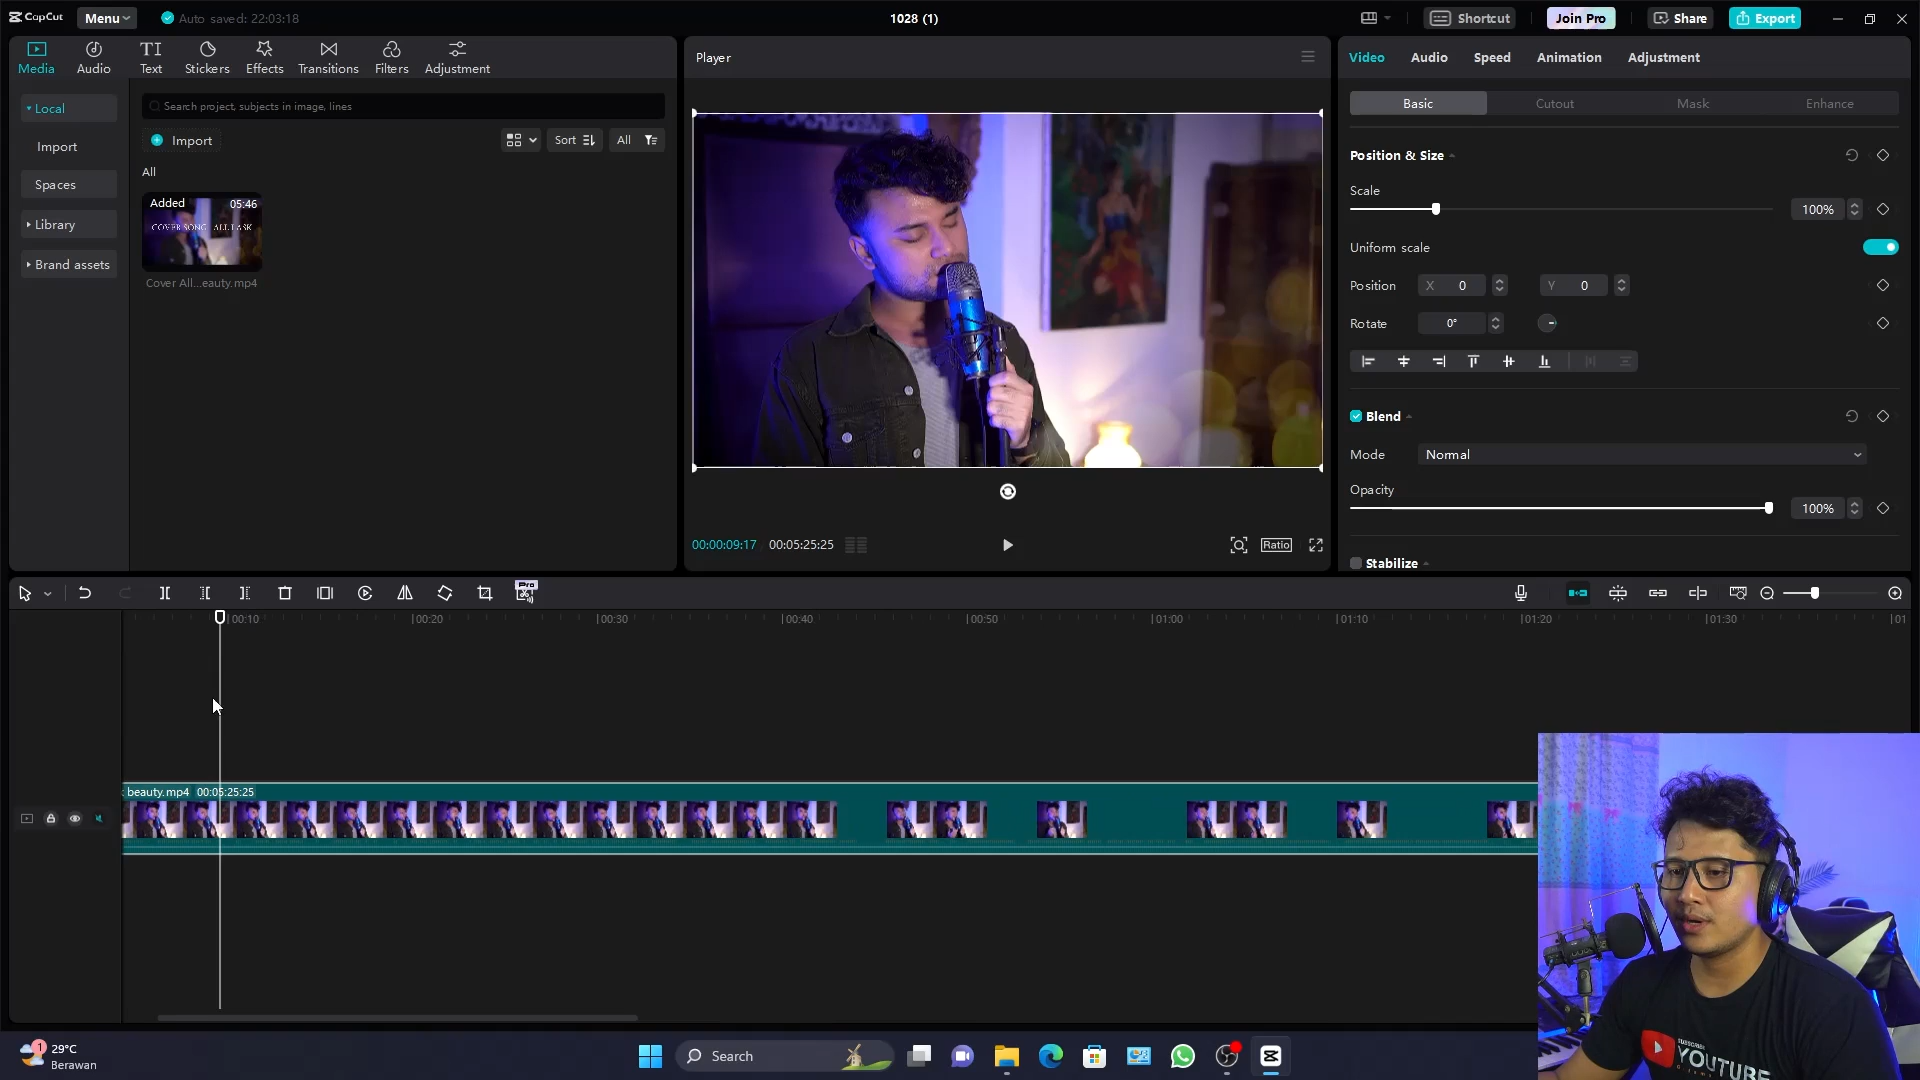 CapCut
Menu
Auto saved: 22:03:18
1028 (1)
Shortcut
Join Pro
Share
Export
Media
Audio
Text
Stickers
Effects
Transitions
Filters
Adjustment
Player
Video
Audio
Speed
Animation
Adjustment
Local
Import
Spaces
Library
Brand assets
Search project, subjects in image, lines
Import
Sort
All
All
Added
05:46
Cover All...eauty.mp4
Basic
Cutout
Mask
Enhance
Position & Size
Scale
100%
Uniform scale
Position
X 0
Y 0
Rotate
0°
Blend
Mode
Normal
Opacity
100%
Stabilize
00:00:09:17
00:05:25:25
Ratio
Pro
00:10
00:20
00:30
00:40
00:50
01:00
01:10
01:20
01:30
01
beauty.mp4 00:05:25:25
1
29°C
Berawan
Search
SUBSCRIBE
YOUTUBE